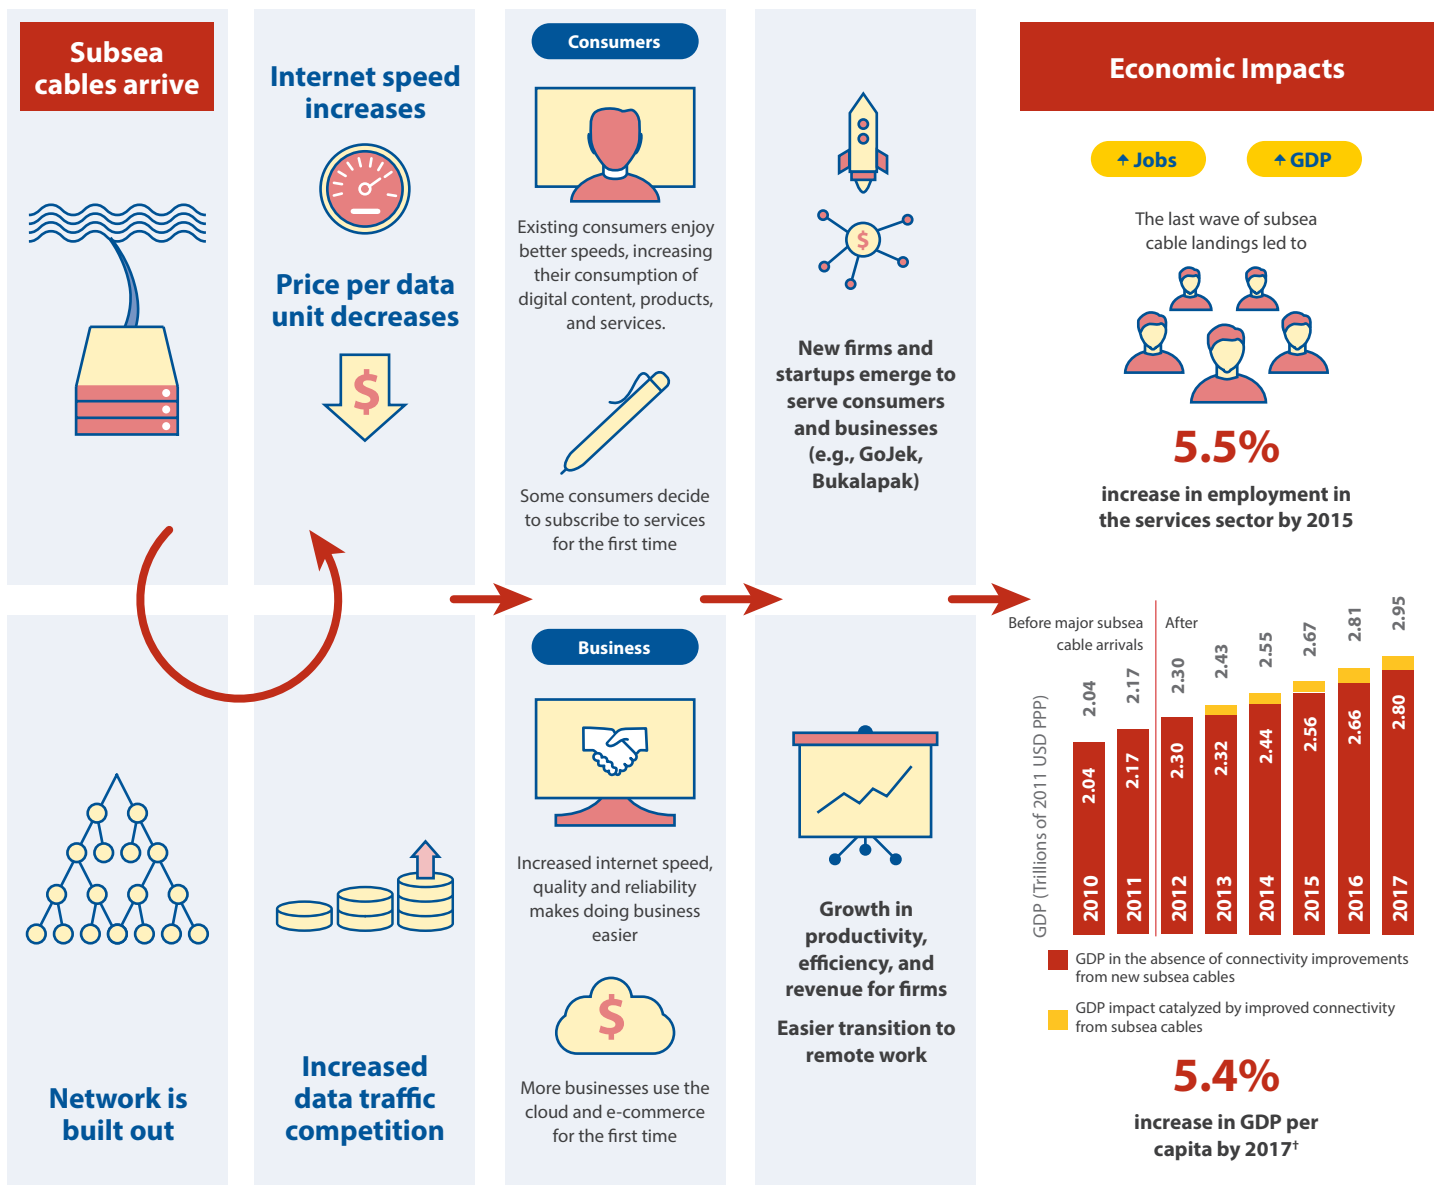 Subsea
cables arrive
Network is
built out
Internet speed
increases
Price per data
unit decreases
$
Increased
data traffic
competition
Consumers
Existing consumers enjoy
better speeds, increasing
their consumption of
digital content, products,
and services.
Some consumers decide
to subscribe to services
for the first time
Business
Increased internet speed,
quality and reliability
makes doing business
easier
$
More businesses use the
cloud and e-commerce
for the first time
$
New firms and
startups emerge to
serve consumers
and businesses
(e.g., GoJek,
Bukalapak)
Growth in
productivity,
efficiency, and
revenue for firms
Easier transition to
remote work
Economic Impacts
Jobs
GDP
The last wave of subsea
cable landings led to
5.5%
increase in employment in
the services sector by 2015
Before major subsea
cable arrivals
After
GDP (Trillions of 2011 USD PPP)
2.04
2.17
2.30
2.43
2.55
2.67
2.81
2.95
2.04
2.17
2.30
2.32
2.44
2.56
2.66
2.80
2010
2011
2012
2013
2014
2015
2016
2017
GDP in the absence of connectivity improvements
from new subsea cables
GDP impact catalyzed by improved connectivity
from subsea cables
5.4%
increase in GDP per
capita by 2017†